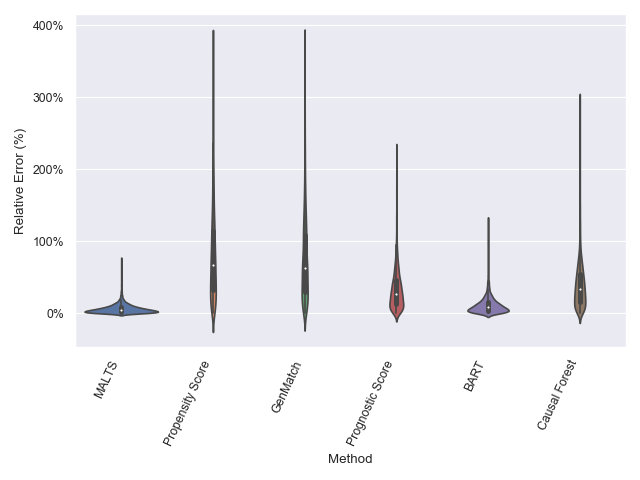 400%
300%
200%
100%
0%
Relative Error (%)
MALTS
Propensity Score
GenMatch
Prognostic Score
BART
Causal Forest
Method